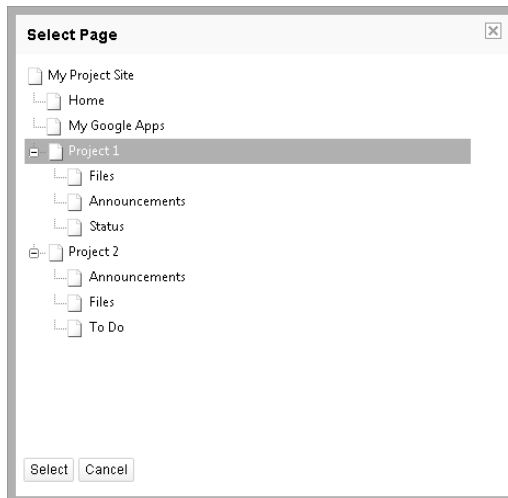 Select Page
My Project Site
Home
My Google Apps
Project 1
Files
Announcements
Status
Project 2
Announcements
Files
To Do
Select Cancel